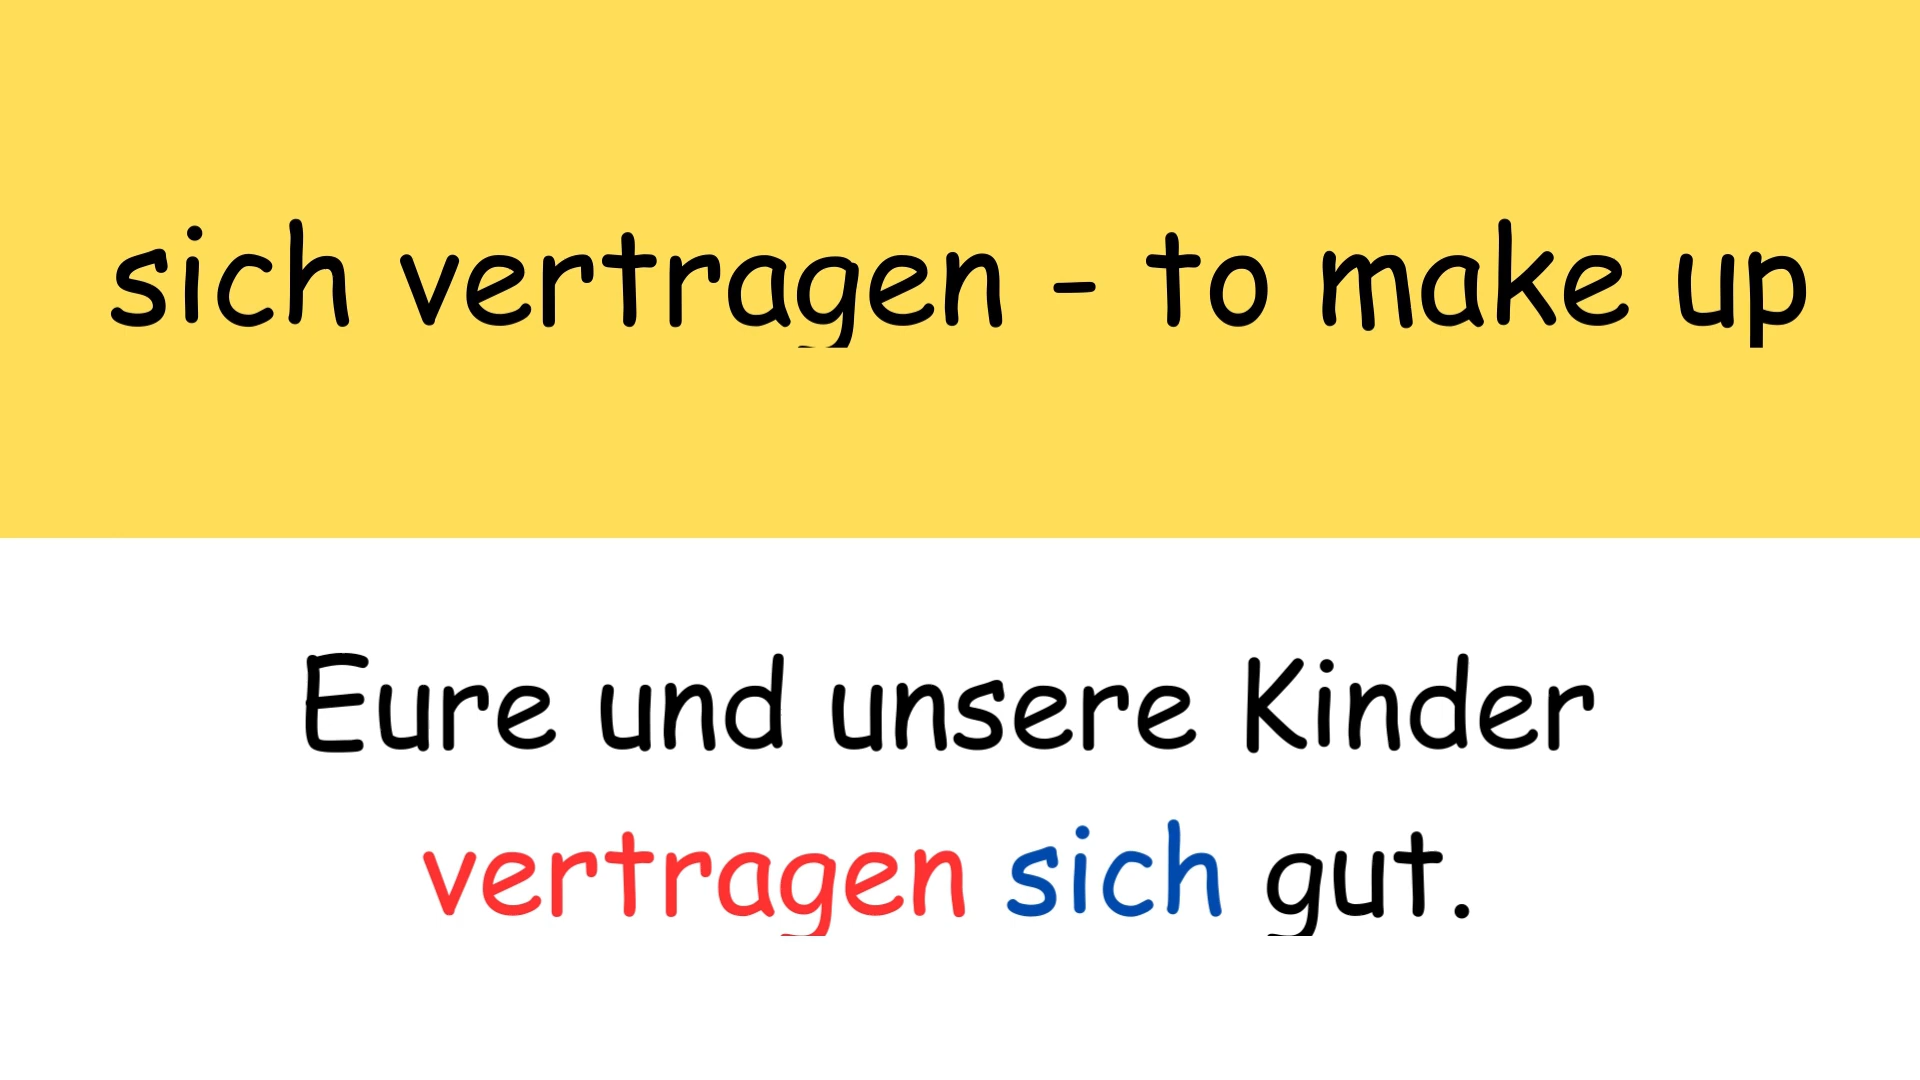 sich vertragen - to make up
Eure und unsere Kinder
vertragen sich gut.